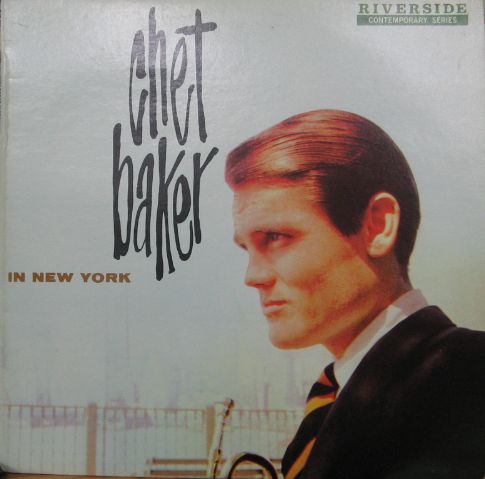 RIVERSIDE
CONTEMPORARY SERIES
chet
baker
IN NEW YORK